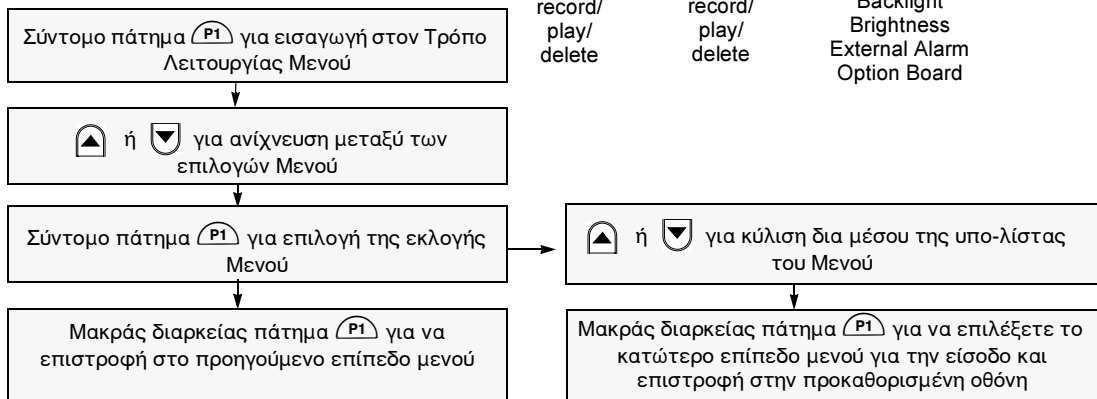 record/
play/
delete
record/
play/
delete
Backlight
Brightness
External Alarm
Option Board
Σύντομο πάτημα P1 για εισαγωγή στον Τρόπο
Λειτουργίας Μενού
ή για ανίχνευση μεταξύ των
επιλογών Μενού
Σύντομο πάτημα P1 για επιλογή της εκλογής
Μενού
ή για κύλιση δια μέσου της υπο-λίστας
του Μενού
Μακράς διαρκείας πάτημα P1 για να
επιστροφή στο προηγούμενο επίπεδο μενού
Μακράς διαρκείας πάτημα P1 για να επιλέξετε το
κατώτερο επίπεδο μενού για την είσοδο και
επιστροφή στην προκαθορισμένη οθόνη